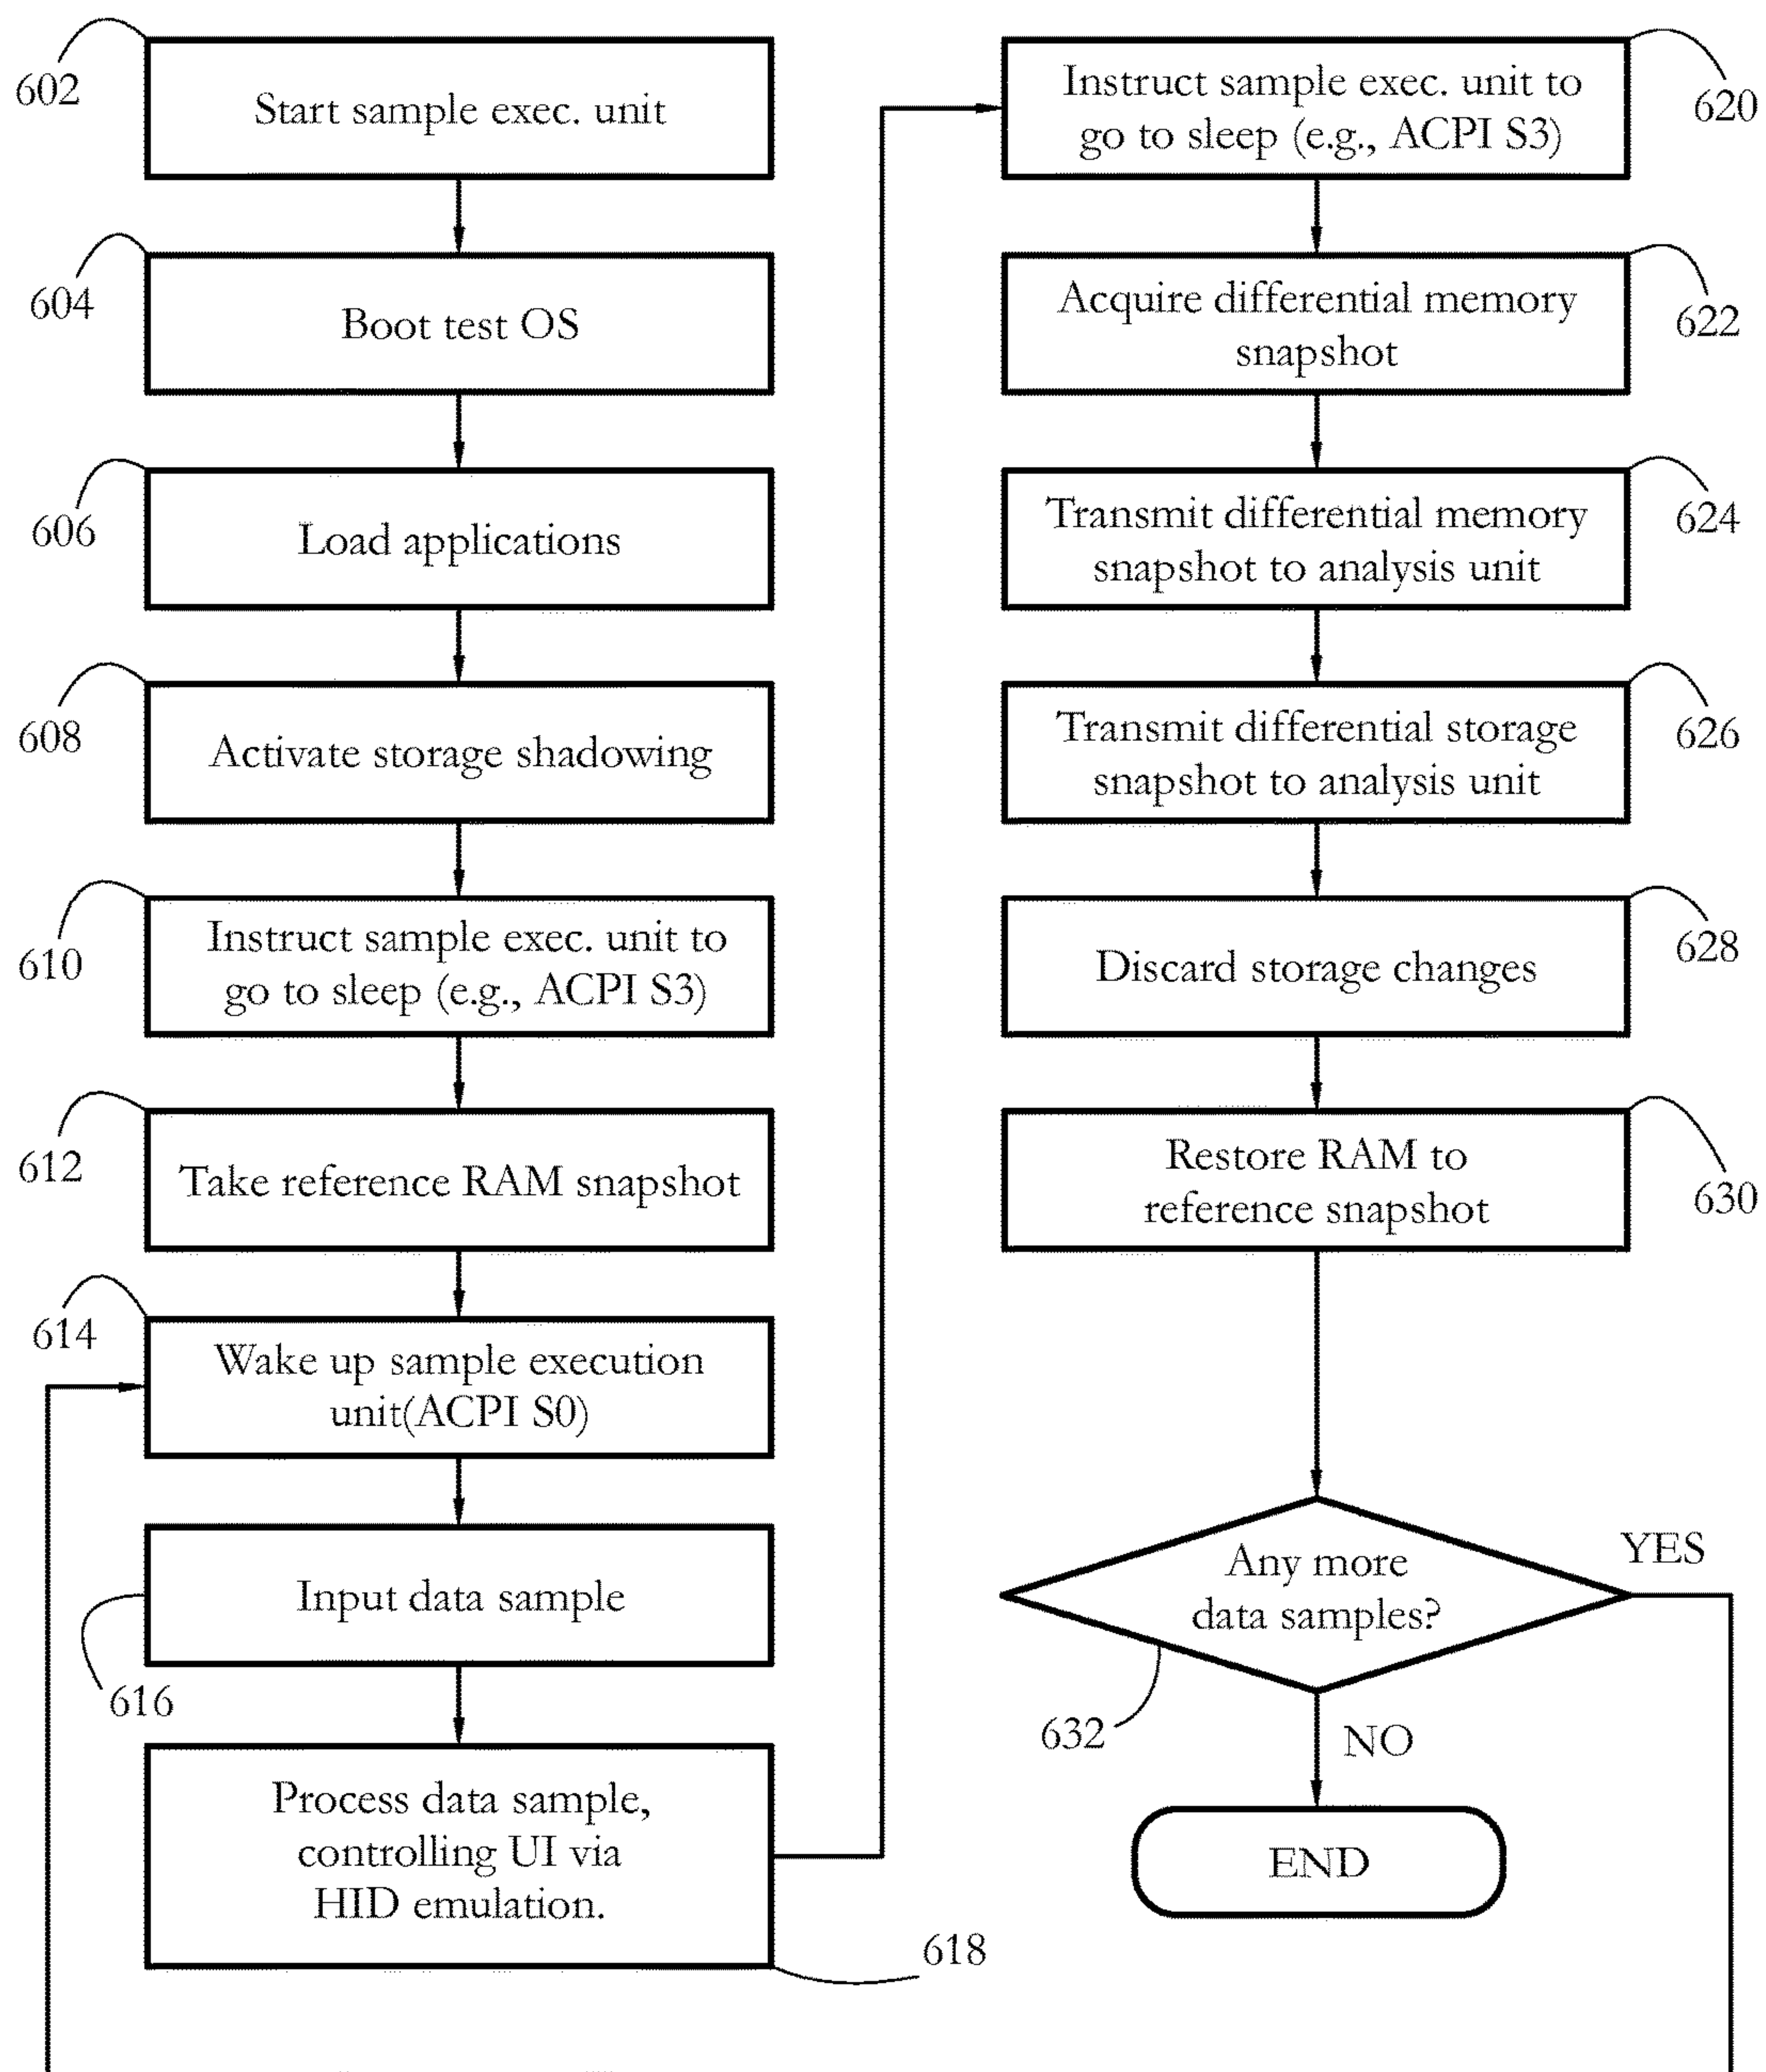 602
Start sample exec. unit
604
Boot test OS
606
Load applications
608
Activate storage shadowing
610
Instruct sample exec. unit to
go to sleep (e.g., ACPI S3)
612
Take reference RAM snapshot
614
Wake up sample execution
unit(ACPI S0)
Input data sample
616
Process data sample,
controlling UI via
HID emulation.
618
Instruct sample exec. unit to
go to sleep (e.g., ACPI S3)
620
Acquire differential memory
snapshot
622
Transmit differential memory
snapshot to analysis unit
624
Transmit differential storage
snapshot to analysis unit
626
Discard storage changes
628
Restore RAM to
reference snapshot
630
Any more
data samples?
YES
632
NO
END